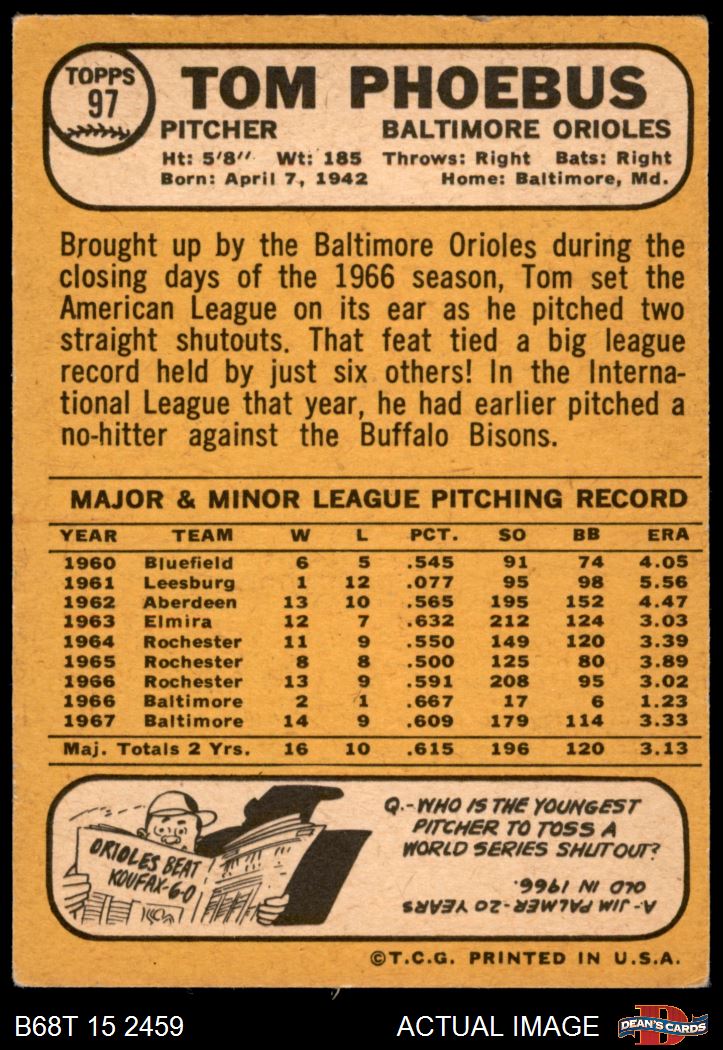 TOPPS
97
TOM PHOEBUS
PITCHER BALTIMORE ORIOLES
Ht: 5'8" Wt: 185 Throws: Right Bats: Right
Born: April 7, 1942 Home: Baltimore, Md.
Brought up by the Baltimore Orioles during the
closing days of the 1966 season, Tom set the
American League on its ear as he pitched two
straight shutouts. That feat tied a big league
record held by just six others! In the Interna-
tional League that year, he had earlier pitched a
no-hitter against the Buffalo Bisons.
MAJOR & MINOR LEAGUE PITCHING RECORD
YEAR TEAM W L PCT. SO BB ERA
1960 Bluefield 6 5 .545 91 74 4.05
1961 Leesburg 1 12 .077 95 98 5.56
1962 Aberdeen 13 10 .565 195 152 4.47
1963 Elmira 12 7 .632 212 124 3.03
1964 Rochester 11 9 .550 149 120 3.39
1965 Rochester 8 8 .500 125 80 3.89
1966 Rochester 13 9 .591 208 95 3.02
1966 Baltimore 2 1 .667 17 6 1.23
1967 Baltimore 14 9 .609 179 114 3.33
Maj. Totals 2 Yrs. 16 10 .615 196 120 3.13
ORIOLES BEAT
KOUFAX-6-0
Q.-WHO IS THE YOUNGEST
PITCHER TO TOSS A
WORLD SERIES SHUTOUT?
A-JIM PALMER-20 YEARS
OLD IN 1966.
©T.C.G. PRINTED IN U.S.A.
B68T 15 2459 ACTUAL IMAGE
D
DEAN'S CARDS